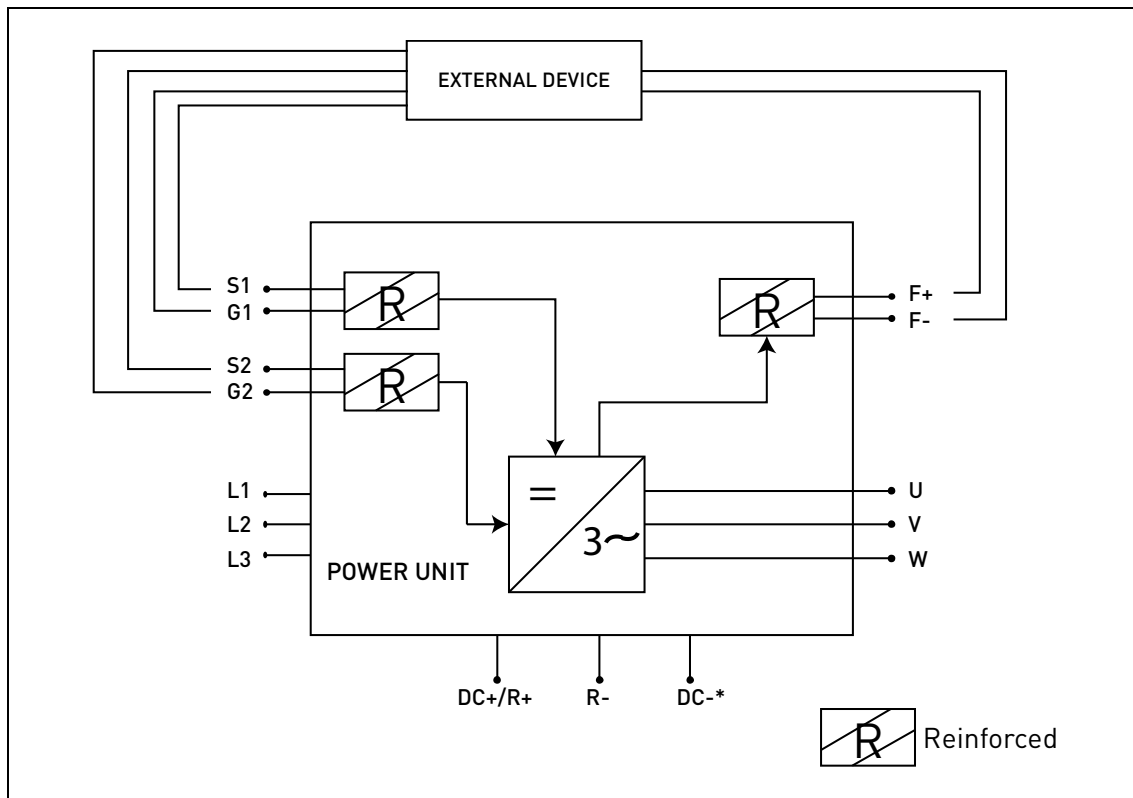 EXTERNAL DEVICE
S1
G1
S2
G2
R
R
R
F+
F-
L1
L2
L3
=
3~
U
V
W
POWER UNIT
DC+/R+
R-
DC-*
R
Reinforced